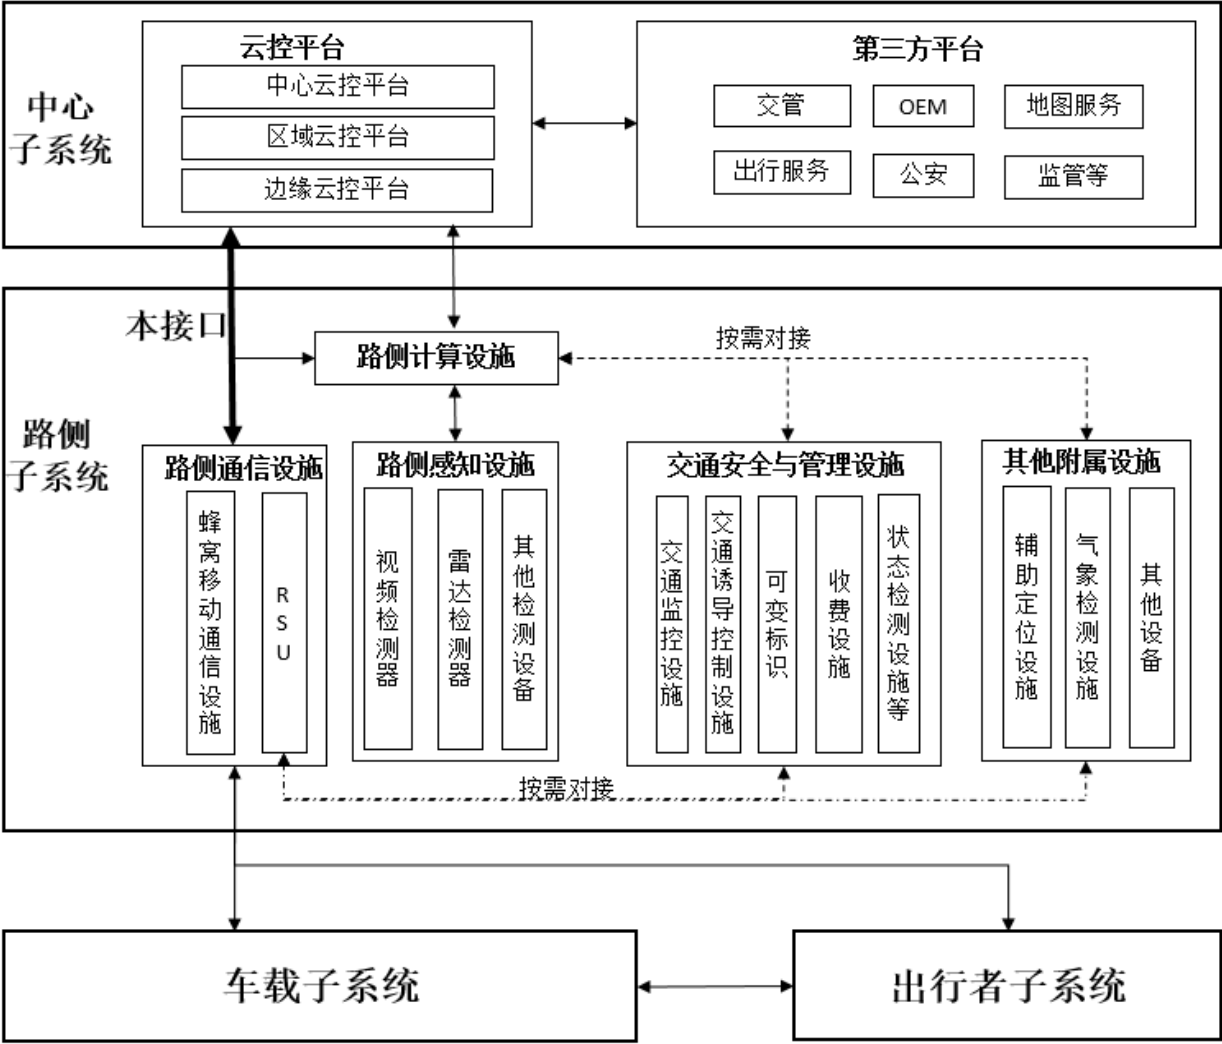 中心
子系统
云控平台
中心云控平台
区域云控平台
边缘云控平台
第三方平台
交管
OEM
地图服务
出行服务
公安
监管等
路侧
子系统
本接口
路侧计算设施
按需对接
路侧通信设施
蜂窝移动通信设施
RSU
路侧感知设施
视频检测器
雷达检测器
其他检测设备
交通安全与管理设施
交通监控设施
交通诱导控制设施
可变标识
收费设施
状态检测设施等
其他附属设施
辅助定位设施
气象检测设施
其他设备
按需对接
车载子系统
出行者子系统